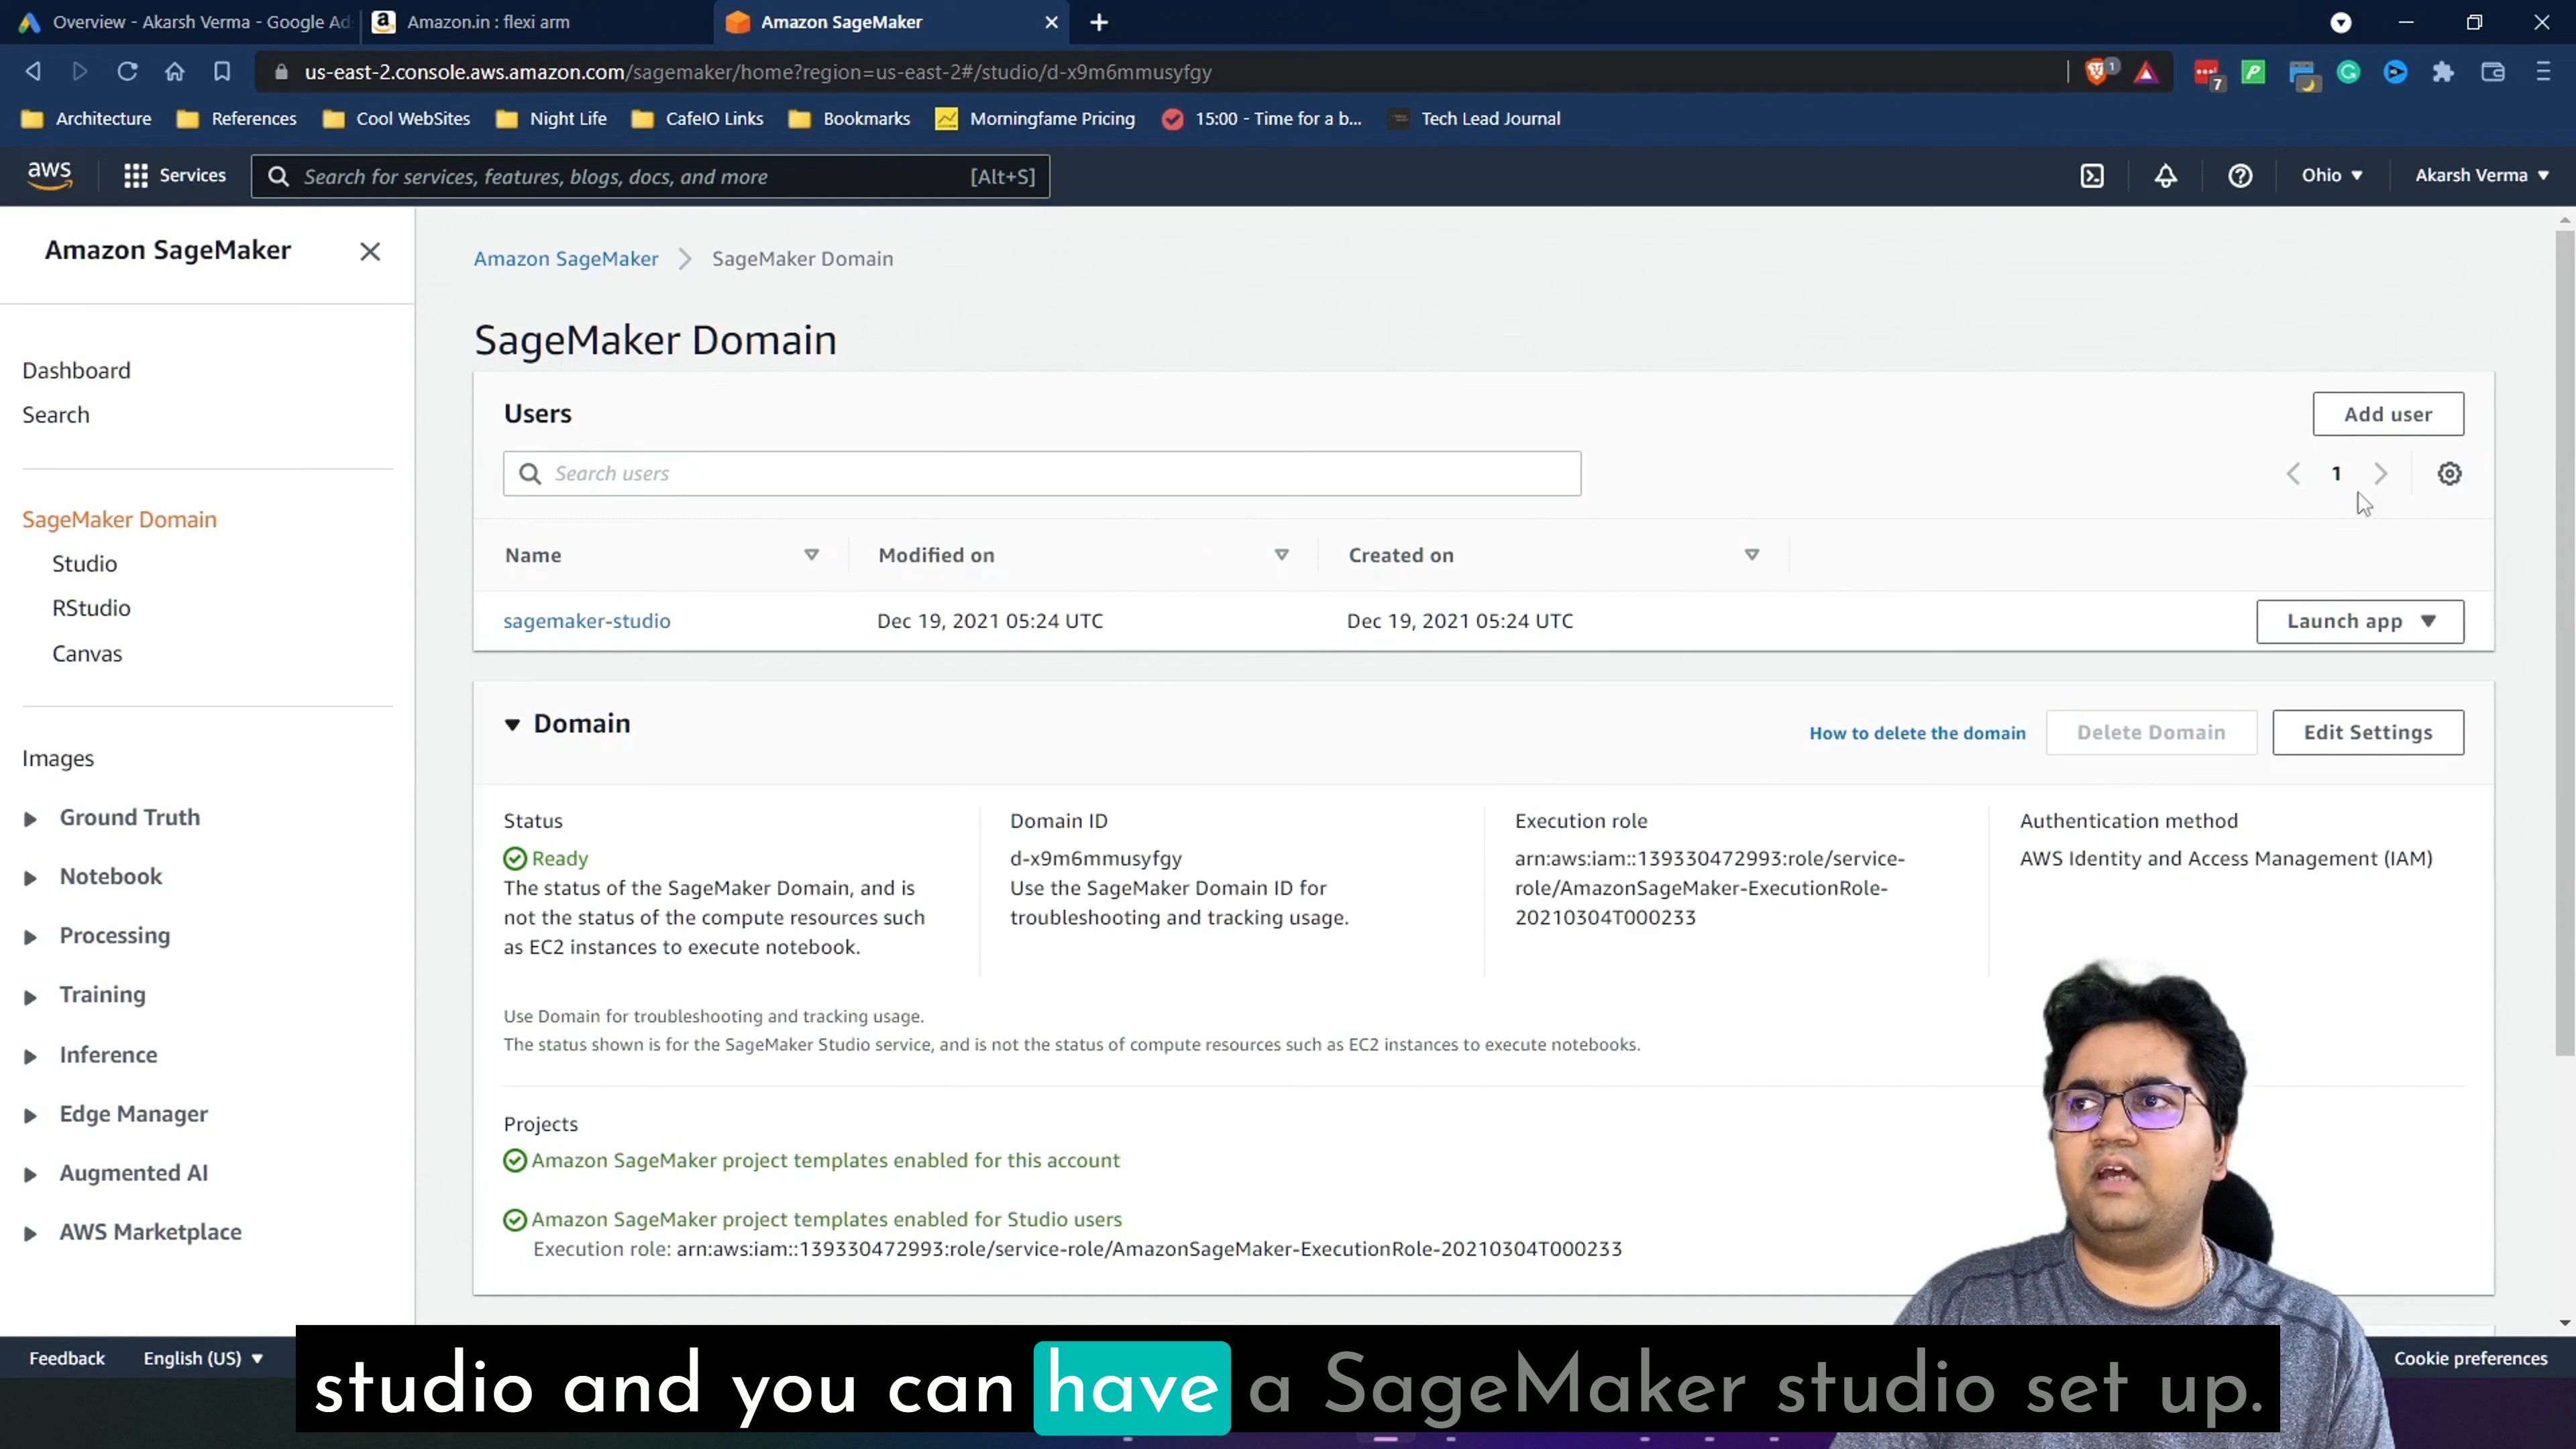 Overview - Akarsh Verma - Google Ad
Amazon.in : flexi arm
Amazon SageMaker
us-east-2.console.aws.amazon.com/sagemaker/home?region=us-east-2#/studio/d-x9m6mmusyfgy
1
7
Architecture
References
Cool WebSites
Night Life
CafeIO Links
Bookmarks
Morningfame Pricing
15:00 - Time for a b...
Tech Lead Journal
aws
Services
Search for services, features, blogs, docs, and more
[Alt+S]
Ohio
Akarsh Verma
Amazon SageMaker
Dashboard
Search
SageMaker Domain
Studio
RStudio
Canvas
Images
Ground Truth
Notebook
Processing
Training
Inference
Edge Manager
Augmented AI
AWS Marketplace
Amazon SageMaker
SageMaker Domain
SageMaker Domain
Users
Add user
Search users
1
Name
Modified on
Created on
sagemaker-studio
Dec 19, 2021 05:24 UTC
Dec 19, 2021 05:24 UTC
Launch app
Domain
How to delete the domain
Delete Domain
Edit Settings
Status
Ready
The status of the SageMaker Domain, and is
not the status of the compute resources such
as EC2 instances to execute notebook.
Domain ID
d-x9m6mmusyfgy
Use the SageMaker Domain ID for
troubleshooting and tracking usage.
Execution role
arn:aws:iam::139330472993:role/service-
role/AmazonSageMaker-ExecutionRole-
20210304T000233
Authentication method
AWS Identity and Access Management (IAM)
Use Domain for troubleshooting and tracking usage.
The status shown is for the SageMaker Studio service, and is not the status of compute resources such as EC2 instances to execute notebooks.
Projects
Amazon SageMaker project templates enabled for this account
Amazon SageMaker project templates enabled for Studio users
Execution role: arn:aws:iam::139330472993:role/service-role/AmazonSageMaker-ExecutionRole-20210304T000233
Feedback
English (US)
Cookie preferences
studio and you can have a SageMaker studio set up.